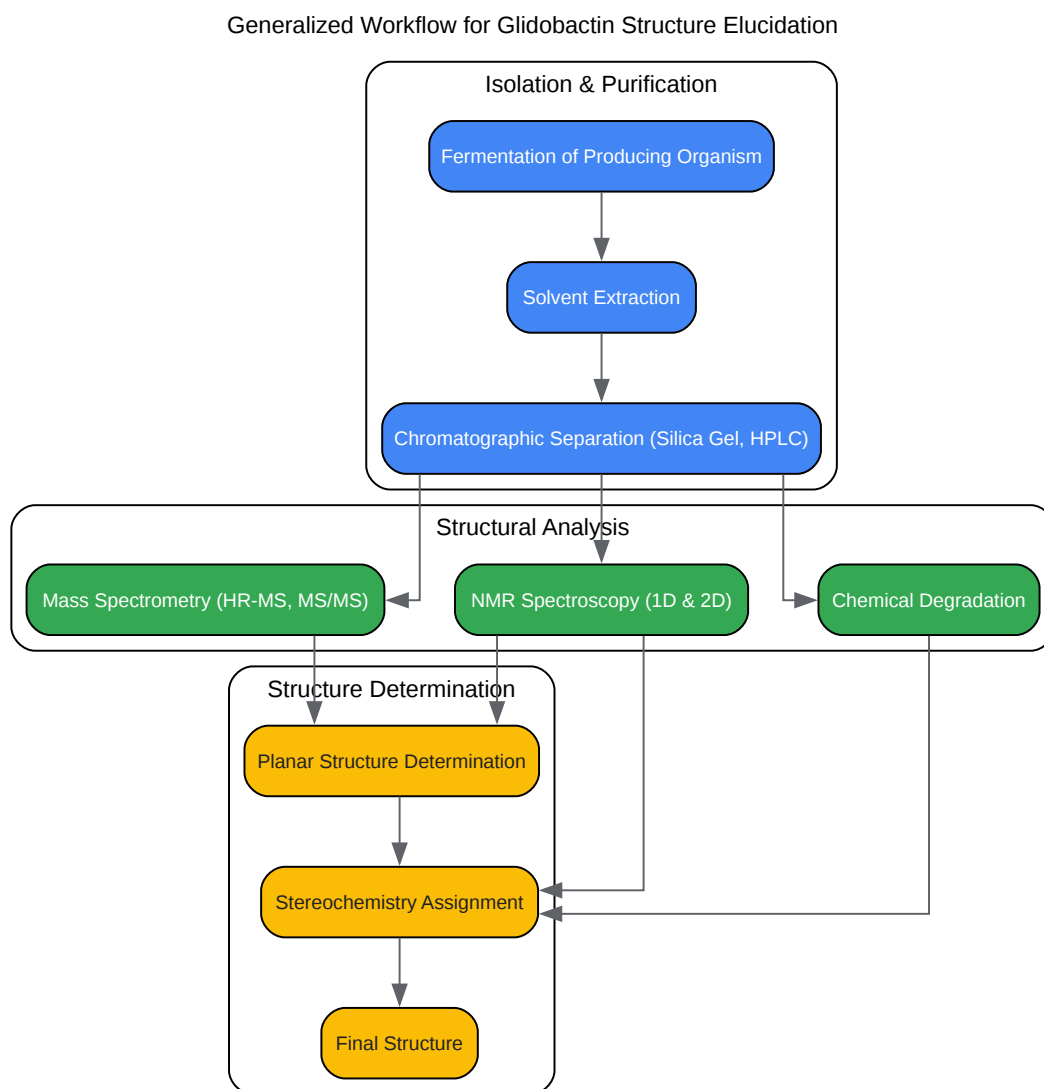 Generalized Workflow for Glidobactin Structure Elucidation
Isolation & Purification
Fermentation of Producing Organism
Solvent Extraction
Chromatographic Separation (Silica Gel, HPLC)
Structural Analysis
Mass Spectrometry (HR-MS, MS/MS)
NMR Spectroscopy (1D & 2D)
Chemical Degradation
Structure Determination
Planar Structure Determination
Stereochemistry Assignment
Final Structure